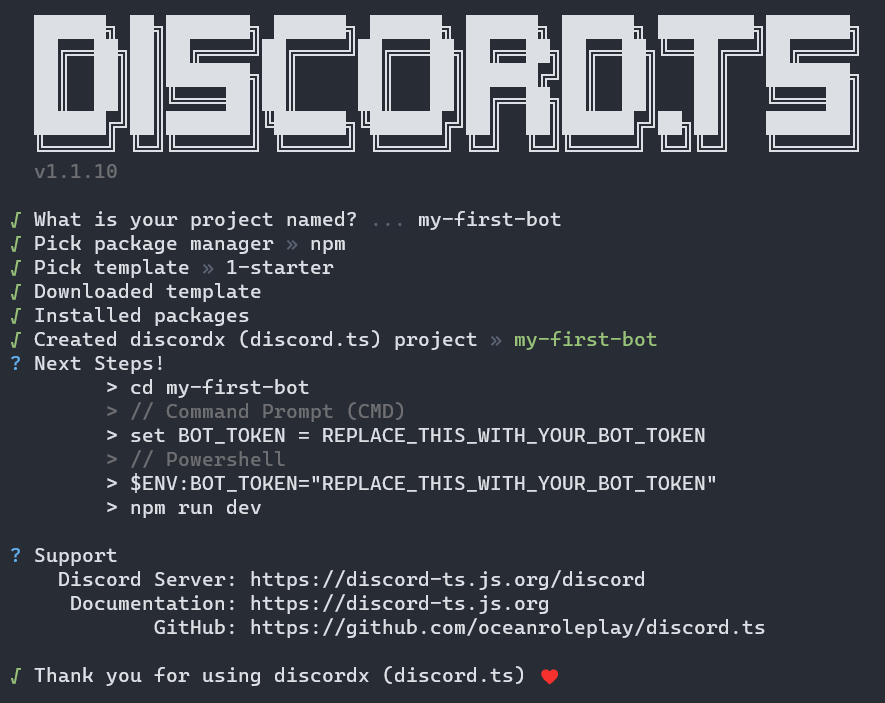 DISCORD.TS
v1.1.10
√ What is your project named? ... my-first-bot
√ Pick package manager » npm
√ Pick template » 1-starter
√ Downloaded template
√ Installed packages
√ Created discordx (discord.ts) project » my-first-bot
? Next Steps!
> cd my-first-bot
> // Command Prompt (CMD)
> set BOT_TOKEN = REPLACE_THIS_WITH_YOUR_BOT_TOKEN
> // Powershell
> $ENV:BOT_TOKEN="REPLACE_THIS_WITH_YOUR_BOT_TOKEN"
> npm run dev
? Support
Discord Server: https://discord-ts.js.org/discord
Documentation: https://discord-ts.js.org
GitHub: https://github.com/oceanroleplay/discord.ts
√ Thank you for using discordx (discord.ts) ♥